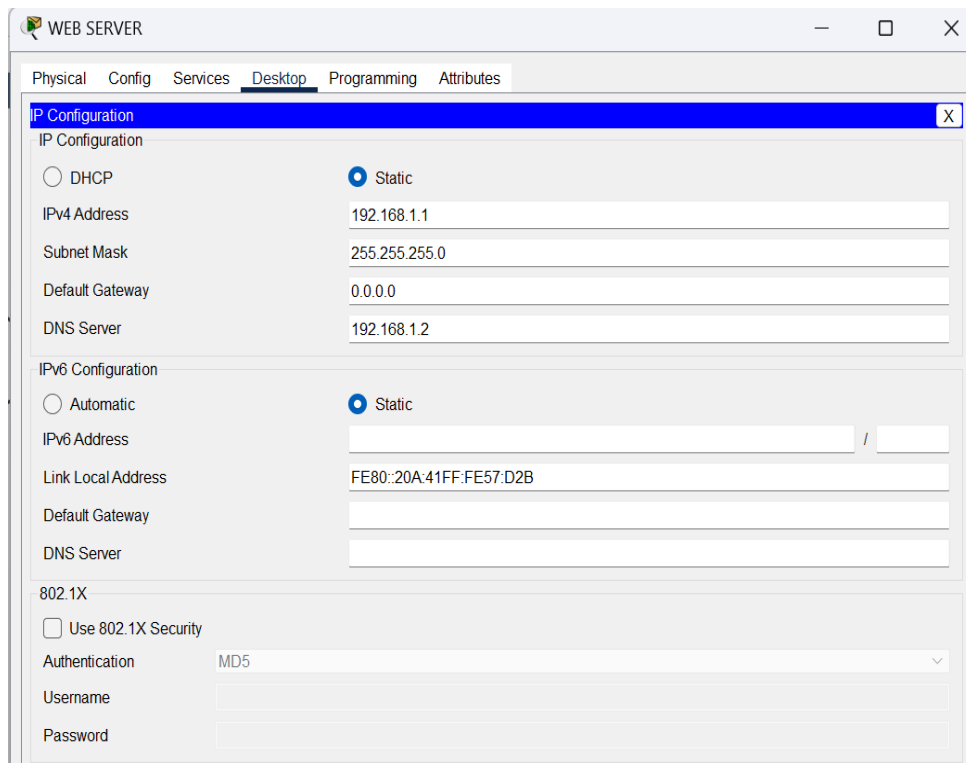 WEB SERVER
Physical Config Services Desktop Programming Attributes
IP Configuration X
IP Configuration
DHCP Static
IPv4 Address 192.168.1.1
Subnet Mask 255.255.255.0
Default Gateway 0.0.0.0
DNS Server 192.168.1.2
IPv6 Configuration
Automatic Static
IPv6 Address /
Link Local Address FE80::20A:41FF:FE57:D2B
Default Gateway
DNS Server
802.1X
Use 802.1X Security
Authentication MD5
Username
Password